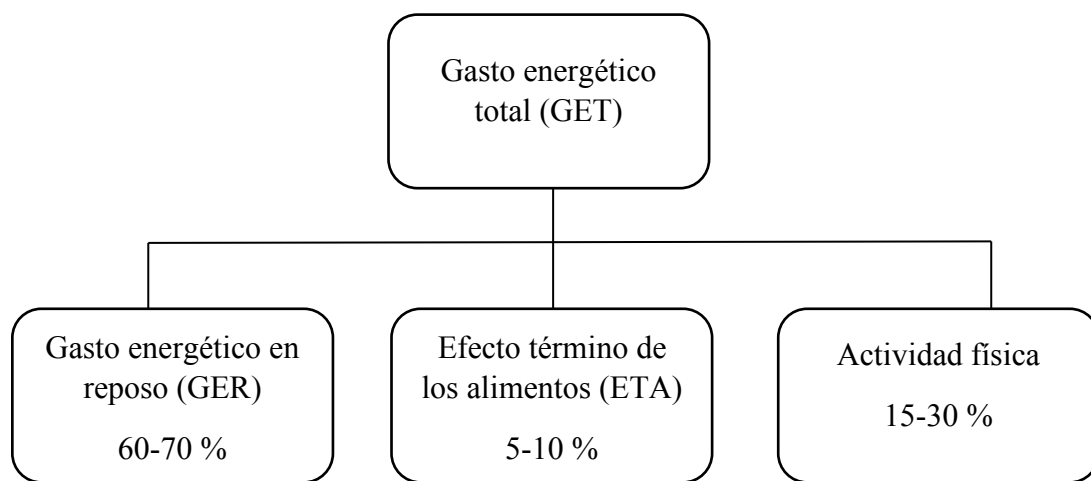 Gasto energético
total (GET)
Gasto energético en
reposo (GER)
60-70 %
Efecto término de
los alimentos (ETA)
5-10 %
Actividad física
15-30 %